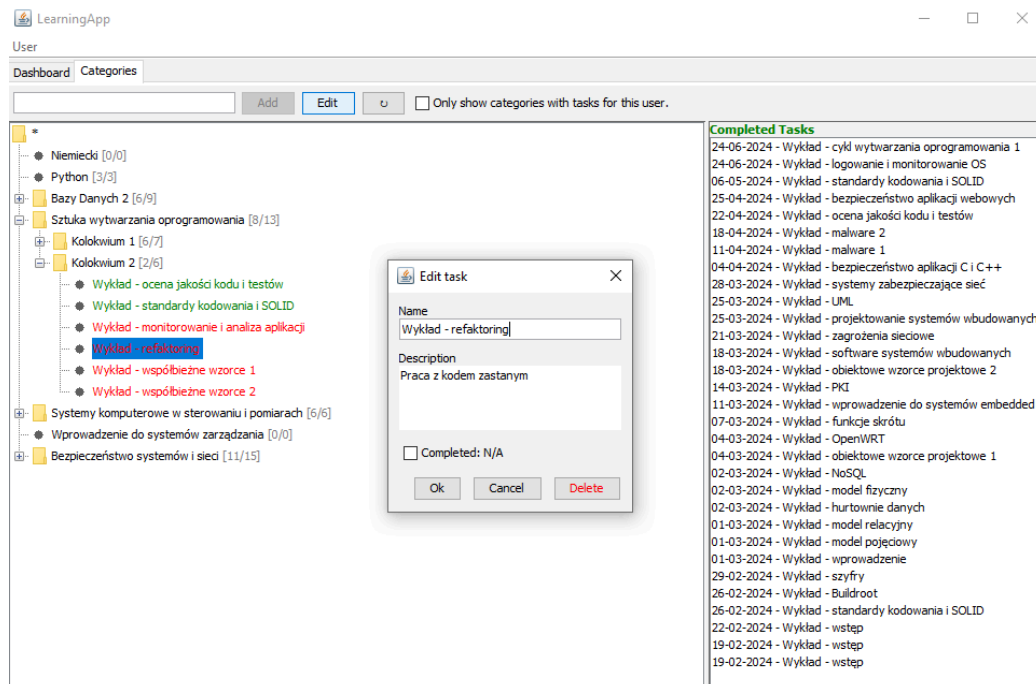 LearningApp
User
Dashboard Categories
Add Edit ↻ Only show categories with tasks for this user.
*
Niemiecki [0/0]
Python [3/3]
Bazy Danych 2 [6/9]
Sztuka wytwarzania oprogramowania [8/13]
Kolokwium 1 [6/7]
Kolokwium 2 [2/6]
Wykład - ocena jakości kodu i testów
Wykład - standardy kodowania i SOLID
Wykład - monitorowanie i analiza aplikacji
Wykład - refaktoring
Wykład - współbieżne wzorce 1
Wykład - współbieżne wzorce 2
Systemy komputerowe w sterowaniu i pomiarach [6/6]
Wprowadzenie do systemów zarządzania [0/0]
Bezpieczeństwo systemów i sieci [11/15]
Edit task
Name
Wykład - refaktoring
Description
Praca z kodem zastanym
Completed: N/A
Ok Cancel Delete
Completed Tasks
24-06-2024 - Wykład - cykl wytwarzania oprogramowania 1
24-06-2024 - Wykład - logowanie i monitorowanie OS
06-05-2024 - Wykład - standardy kodowania i SOLID
25-04-2024 - Wykład - bezpieczeństwo aplikacji webowych
22-04-2024 - Wykład - ocena jakości kodu i testów
18-04-2024 - Wykład - malware 2
11-04-2024 - Wykład - malware 1
04-04-2024 - Wykład - bezpieczeństwo aplikacji C i C++
28-03-2024 - Wykład - systemy zabezpieczające sieć
25-03-2024 - Wykład - UML
25-03-2024 - Wykład - projektowanie systemów wbudowanych
21-03-2024 - Wykład - zagrożenia sieciowe
18-03-2024 - Wykład - software systemów wbudowanych
18-03-2024 - Wykład - obiektowe wzorce projektowe 2
14-03-2024 - Wykład - PKI
11-03-2024 - Wykład - wprowadzenie do systemów embedded
07-03-2024 - Wykład - funkcje skrótu
04-03-2024 - Wykład - OpenWRT
04-03-2024 - Wykład - obiektowe wzorce projektowe 1
02-03-2024 - Wykład - NoSQL
02-03-2024 - Wykład - model fizyczny
02-03-2024 - Wykład - hurtownie danych
01-03-2024 - Wykład - model relacyjny
01-03-2024 - Wykład - model pojęciowy
01-03-2024 - Wykład - wprowadzenie
29-02-2024 - Wykład - szyfry
26-02-2024 - Wykład - Buildroot
26-02-2024 - Wykład - standardy kodowania i SOLID
22-02-2024 - Wykład - wstęp
19-02-2024 - Wykład - wstęp
19-02-2024 - Wykład - wstęp